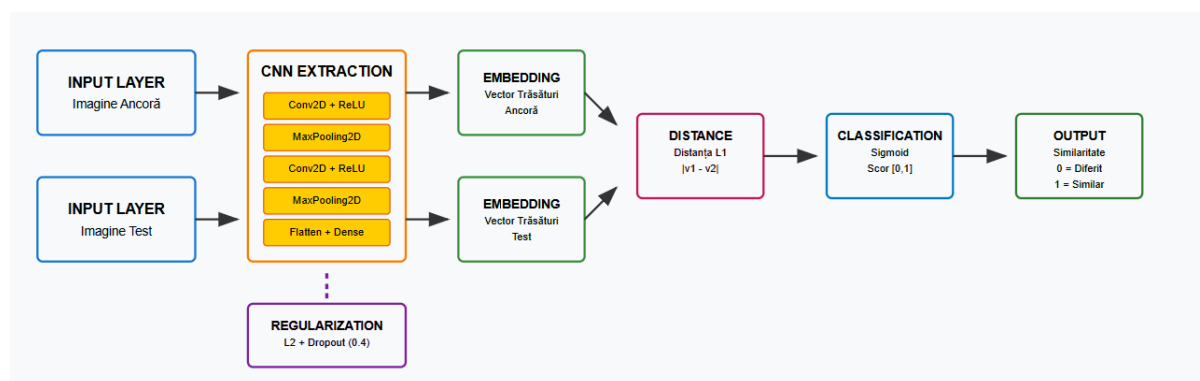 INPUT LAYER
Imagine Ancoră
INPUT LAYER
Imagine Test
CNN EXTRACTION
Conv2D + ReLU
MaxPooling2D
Conv2D + ReLU
MaxPooling2D
Flatten + Dense
REGULARIZATION
L2 + Dropout (0.4)
EMBEDDING
Vector Trăsături
Ancoră
EMBEDDING
Vector Trăsături
Test
DISTANCE
Distanța L1
|v1 - v2|
CLASSIFICATION
Sigmoid
Scor [0,1]
OUTPUT
Similaritate
0 = Diferit
1 = Similar